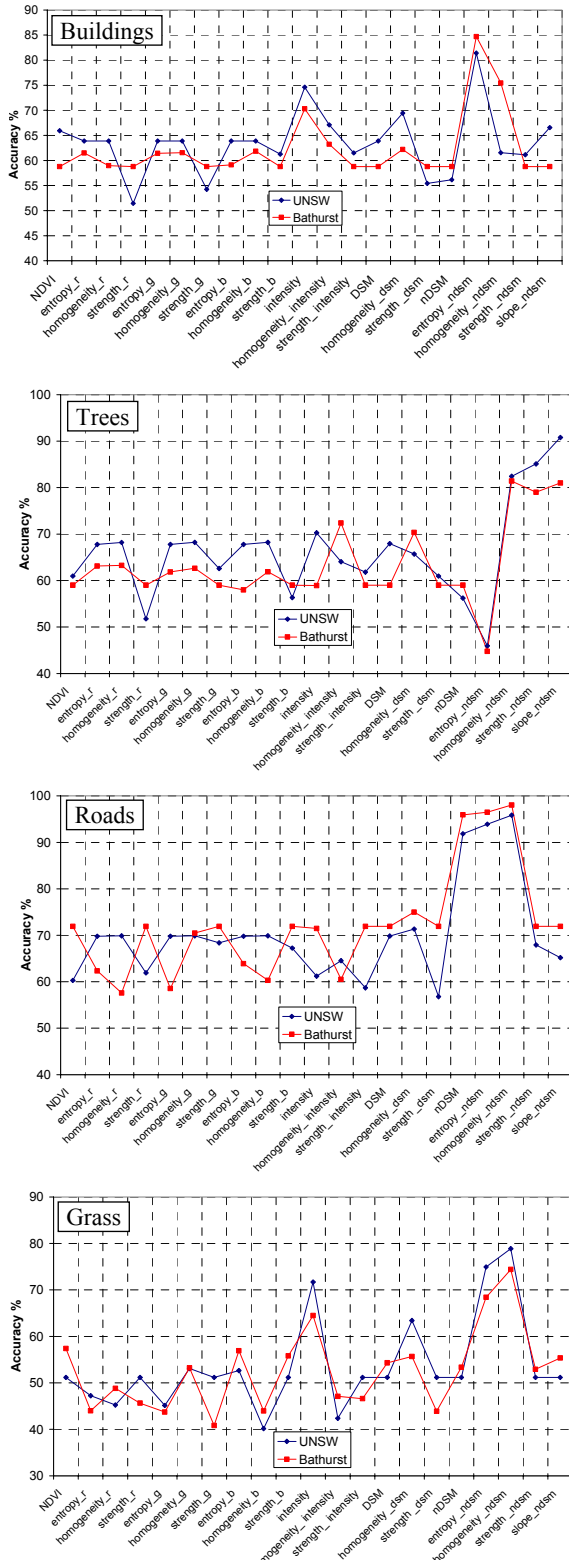 Buildings
Accuracy %
90
85
80
75
70
65
60
55
50
45
40
UNSW
Bathurst
NDVI
entropy_r
homogeneity_r
strength_r
entropy_g
homogeneity_g
strength_g
entropy_b
homogeneity_b
strength_b
intensity
homogeneity_intensity
strength_intensity
DSM
homogeneity_dsm
strength_dsm
nDSM
entropy_ndsm
homogeneity_ndsm
strength_ndsm
slope_ndsm
Trees
Accuracy %
100
90
80
70
60
50
40
UNSW
Bathurst
NDVI
entropy_r
homogeneity_r
strength_r
entropy_g
homogeneity_g
strength_g
entropy_b
homogeneity_b
strength_b
intensity
homogeneity_intensity
strength_intensity
DSM
homogeneity_dsm
strength_dsm
nDSM
entropy_ndsm
homogeneity_ndsm
strength_ndsm
slope_ndsm
Roads
Accuracy %
100
90
80
70
60
50
40
UNSW
Bathurst
NDVI
entropy_r
homogeneity_r
strength_r
entropy_g
homogeneity_g
strength_g
entropy_b
homogeneity_b
strength_b
intensity
homogeneity_intensity
strength_intensity
DSM
homogeneity_dsm
strength_dsm
nDSM
entropy_ndsm
homogeneity_ndsm
strength_ndsm
slope_ndsm
Grass
Accuracy %
90
80
70
60
50
40
30
UNSW
Bathurst
NDVI
entropy_r
homogeneity_r
strength_r
entropy_g
homogeneity_g
strength_g
entropy_b
homogeneity_b
strength_b
intensity
omogeneity_intensity
strength_intensity
DSM
homogeneity_dsm
strength_dsm
nDSM
entropy_ndsm
homogeneity_ndsm
strength_ndsm
slope_ndsm